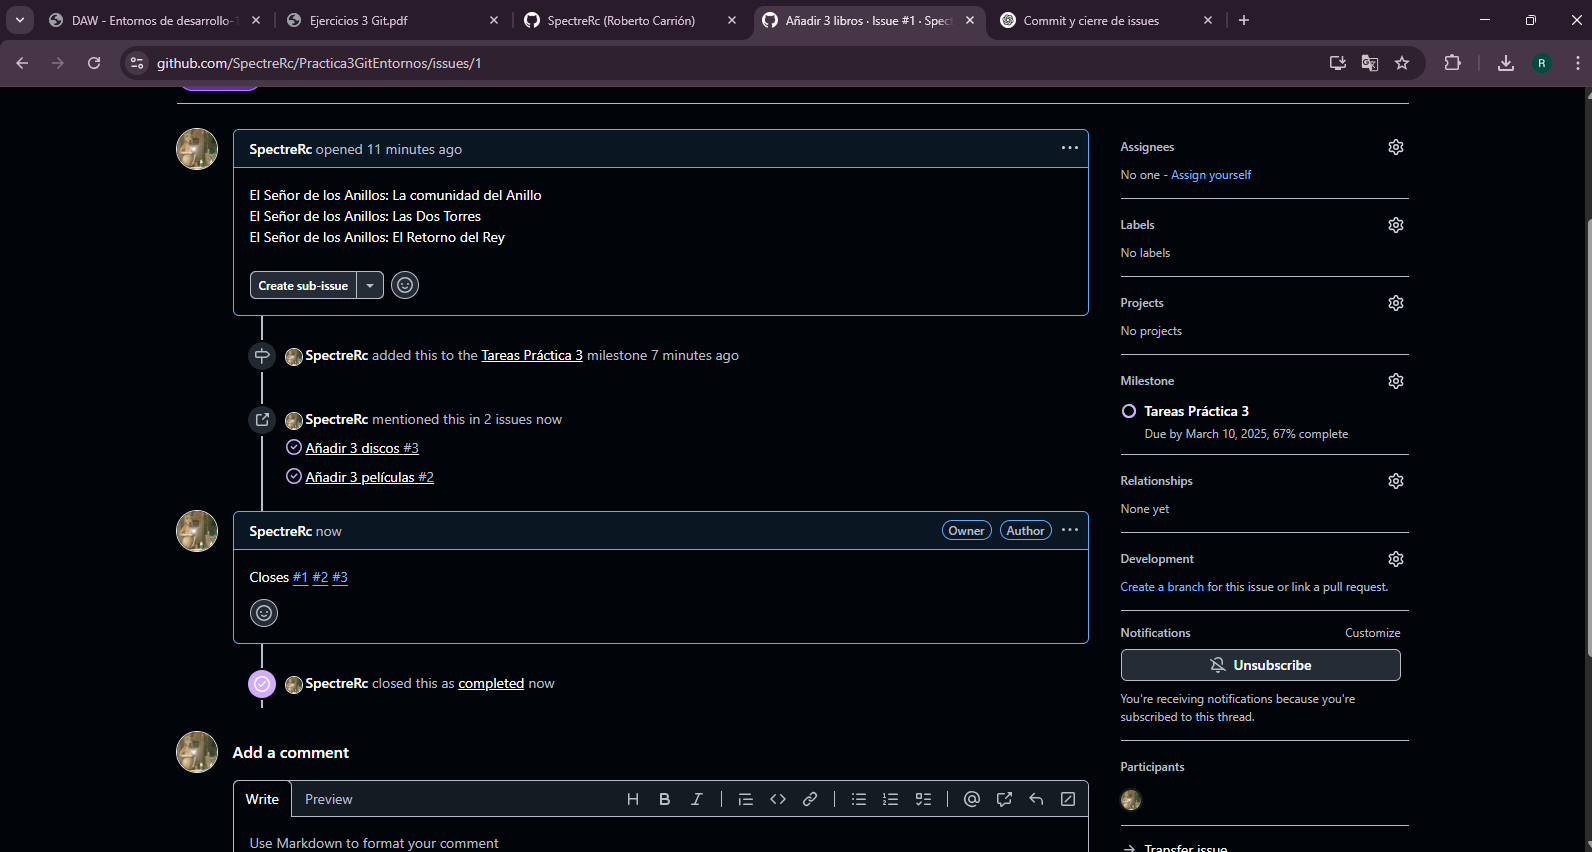 DAW - Entornos de desarrollo-1
Ejercicios 3 Git.pdf
SpectreRc (Roberto Carrión)
Añadir 3 libros · Issue #1 · Spect
Commit y cierre de issues
github.com/SpectreRc/Practica3GitEntornos/issues/1
R
SpectreRc opened 11 minutes ago
El Señor de los Anillos: La comunidad del Anillo
El Señor de los Anillos: Las Dos Torres
El Señor de los Anillos: El Retorno del Rey
Create sub-issue
SpectreRc added this to the Tareas Práctica 3 milestone 7 minutes ago
SpectreRc mentioned this in 2 issues now
Añadir 3 discos #3
Añadir 3 películas #2
SpectreRc now
Owner
Author
Closes #1 #2 #3
SpectreRc closed this as completed now
Add a comment
Write
Preview
Use Markdown to format your comment
Assignees
No one - Assign yourself
Labels
No labels
Projects
No projects
Milestone
Tareas Práctica 3
Due by March 10, 2025, 67% complete
Relationships
None yet
Development
Create a branch for this issue or link a pull request.
Notifications
Customize
Unsubscribe
You're receiving notifications because you're
subscribed to this thread.
Participants
Transfer issue